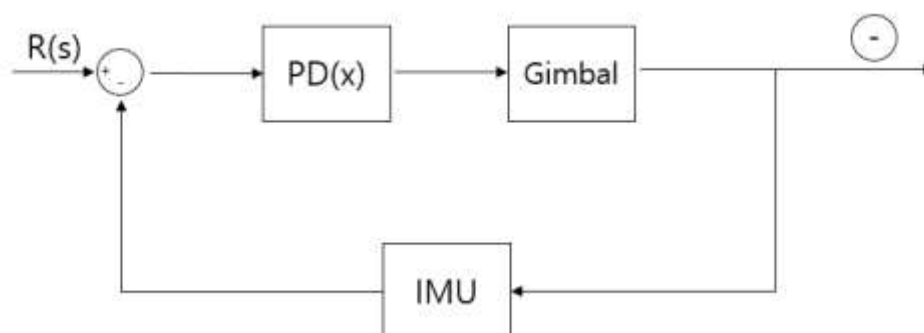 R(s)
+
-
PD(x)
Gimbal
-
IMU